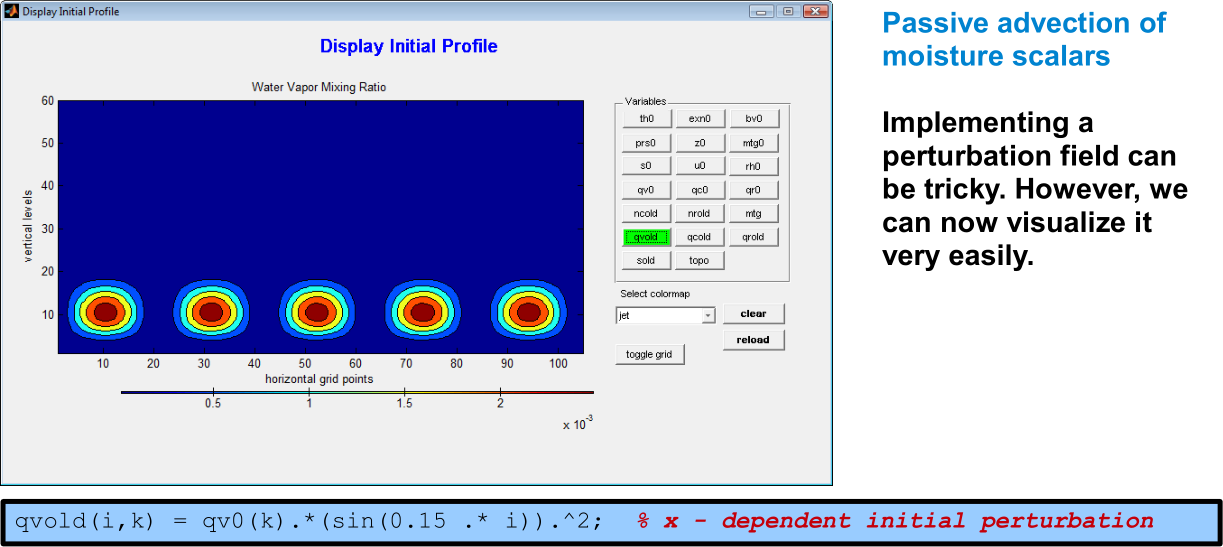 Display Initial Profile
Display Initial Profile
Water Vapor Mixing Ratio
60
50
40
30
20
10
vertical levels
10 20 30 40 50 60 70 80 90 100
horizontal grid points
0.5 1 1.5 2
x 10-3
Variables
th0 exn0 bv0
prs0 z0 mtg0
s0 u0 rh0
qv0 qc0 qr0
ncold nrold mtg
qvold qcold qrold
sold topo
Select colormap
jet
clear
reload
toggle grid
Passive advection of
moisture scalars
Implementing a
perturbation field can
be tricky. However, we
can now visualize it
very easily.
qvold(i,k) = qv0(k).*(sin(0.15 .* i)).^2; % x - dependent initial perturbation